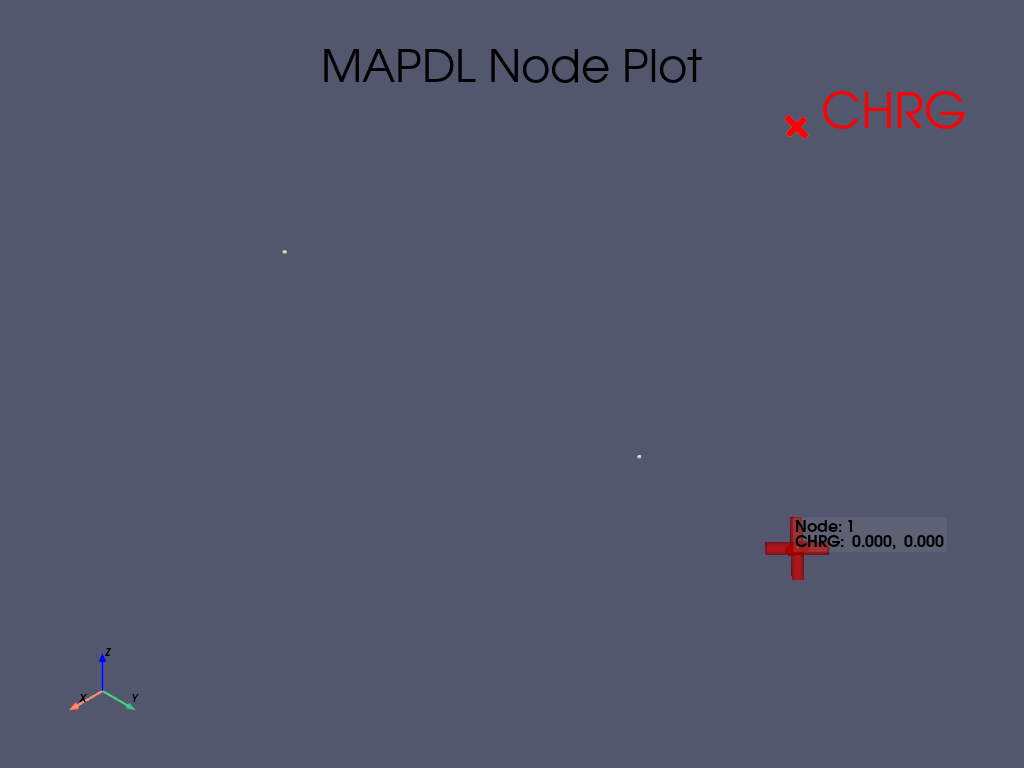 MAPDL Node Plot
CHRG
Node: 1
CHRG: 0.000, 0.000
Z
X
Y